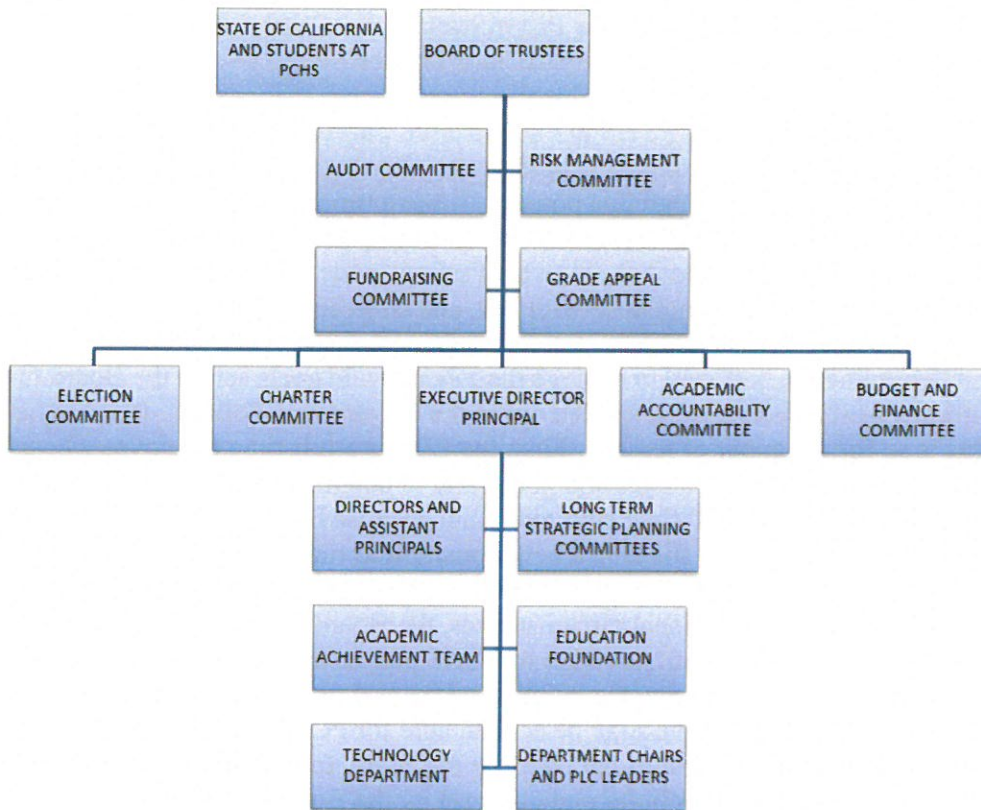 STATE OF CALIFORNIA
AND STUDENTS AT
PCHS
BOARD OF TRUSTEES
AUDIT COMMITTEE
RISK MANAGEMENT
COMMITTEE
FUNDRAISING
COMMITTEE
GRADE APPEAL
COMMITTEE
ELECTION
COMMITTEE
CHARTER
COMMITTEE
EXECUTIVE DIRECTOR
PRINCIPAL
ACADEMIC
ACCOUNTABILITY
COMMITTEE
BUDGET AND
FINANCE
COMMITTEE
DIRECTORS AND
ASSISTANT
PRINCIPALS
LONG TERM
STRATEGIC PLANNING
COMMITTEES
ACADEMIC
ACHIEVEMENT TEAM
EDUCATION
FOUNDATION
TECHNOLOGY
DEPARTMENT
DEPARTMENT CHAIRS
AND PLC LEADERS